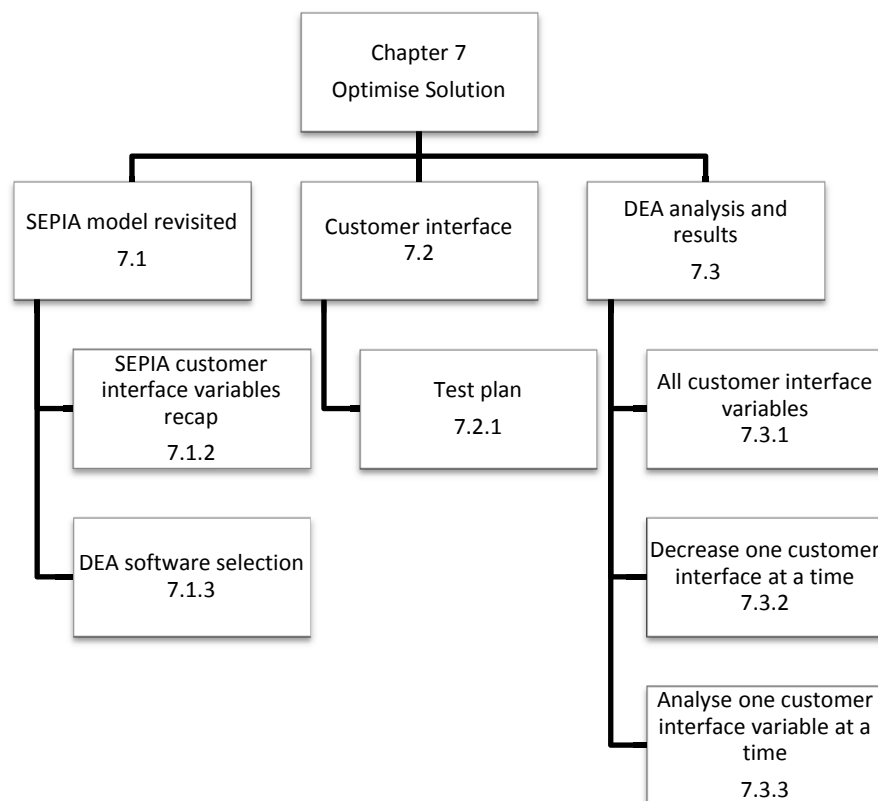 Chapter 7
Optimise Solution
SEPIA model revisited
7.1
Customer interface
7.2
DEA analysis and
results
7.3
SEPIA customer
interface variables
recap
7.1.2
DEA software selection
7.1.3
Test plan
7.2.1
All customer interface
variables
7.3.1
Decrease one customer
interface at a time
7.3.2
Analyse one customer
interface variable at a
time
7.3.3